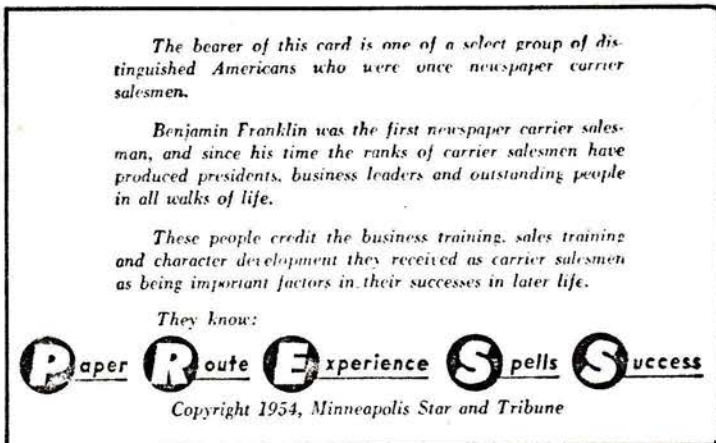 The bearer of this card is one of a select group of dis-
tinguished Americans who were once newspaper carrier
salesmen.
Benjamin Franklin was the first newspaper carrier sales-
man, and since his time the ranks of carrier salesmen have
produced presidents, business leaders and outstanding people
in all walks of life.
These people credit the business training, sales training
and character development they received as carrier salesmen
as being important factors in their successes in later life.
They know:
Paper Route Experience Spells Success
Copyright 1954, Minneapolis Star and Tribune